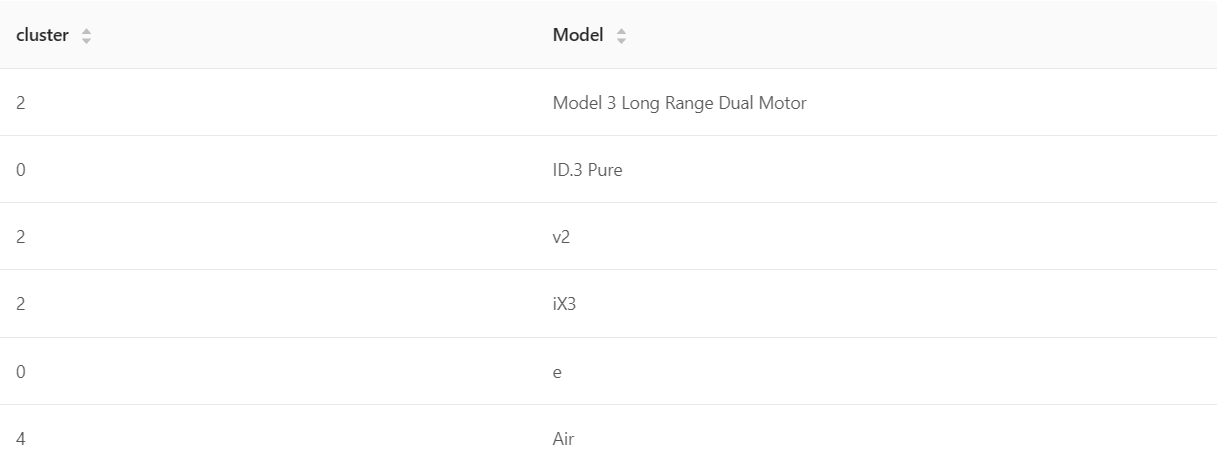 cluster Model
2 Model 3 Long Range Dual Motor
0 ID.3 Pure
2 v2
2 iX3
0 e
4 Air